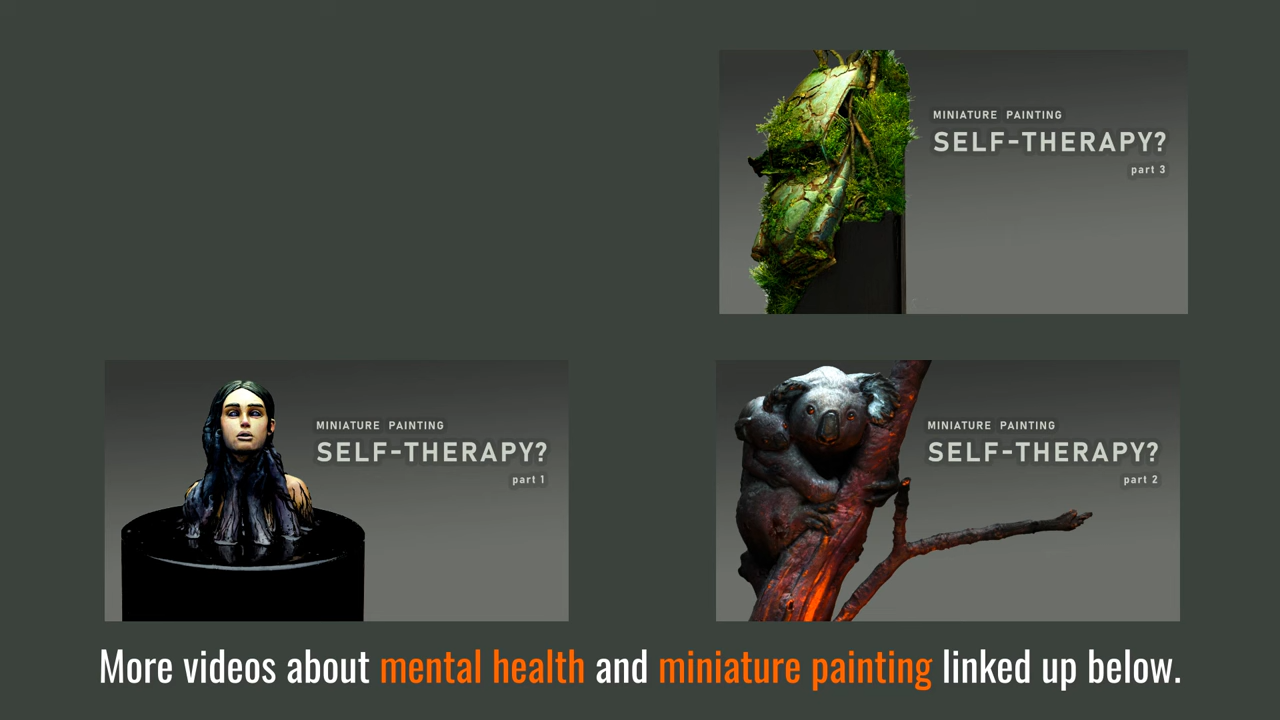 MINIATURE PAINTING
SELF-THERAPY?
part 3
MINIATURE PAINTING
SELF-THERAPY?
part 1
MINIATURE PAINTING
SELF-THERAPY?
part 2
More videos about mental health and miniature painting linked up below.